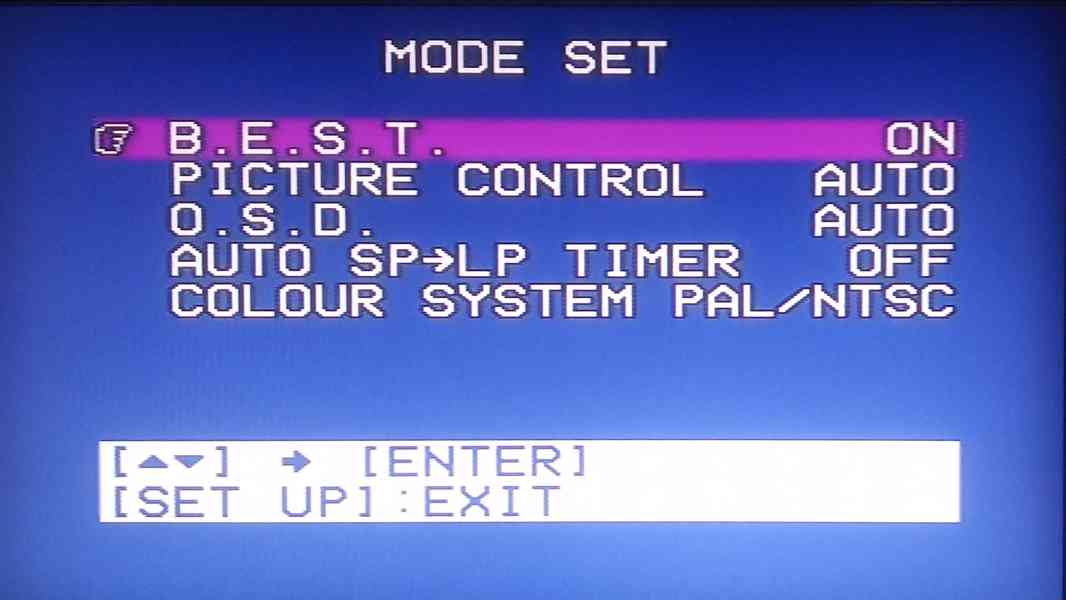 MODE SET
B.E.S.T. ON
PICTURE CONTROL AUTO
O.S.D. AUTO
AUTO SP→LP TIMER OFF
COLOUR SYSTEM PAL/NTSC
[▲▼] → [ENTER]
[SET UP]:EXIT